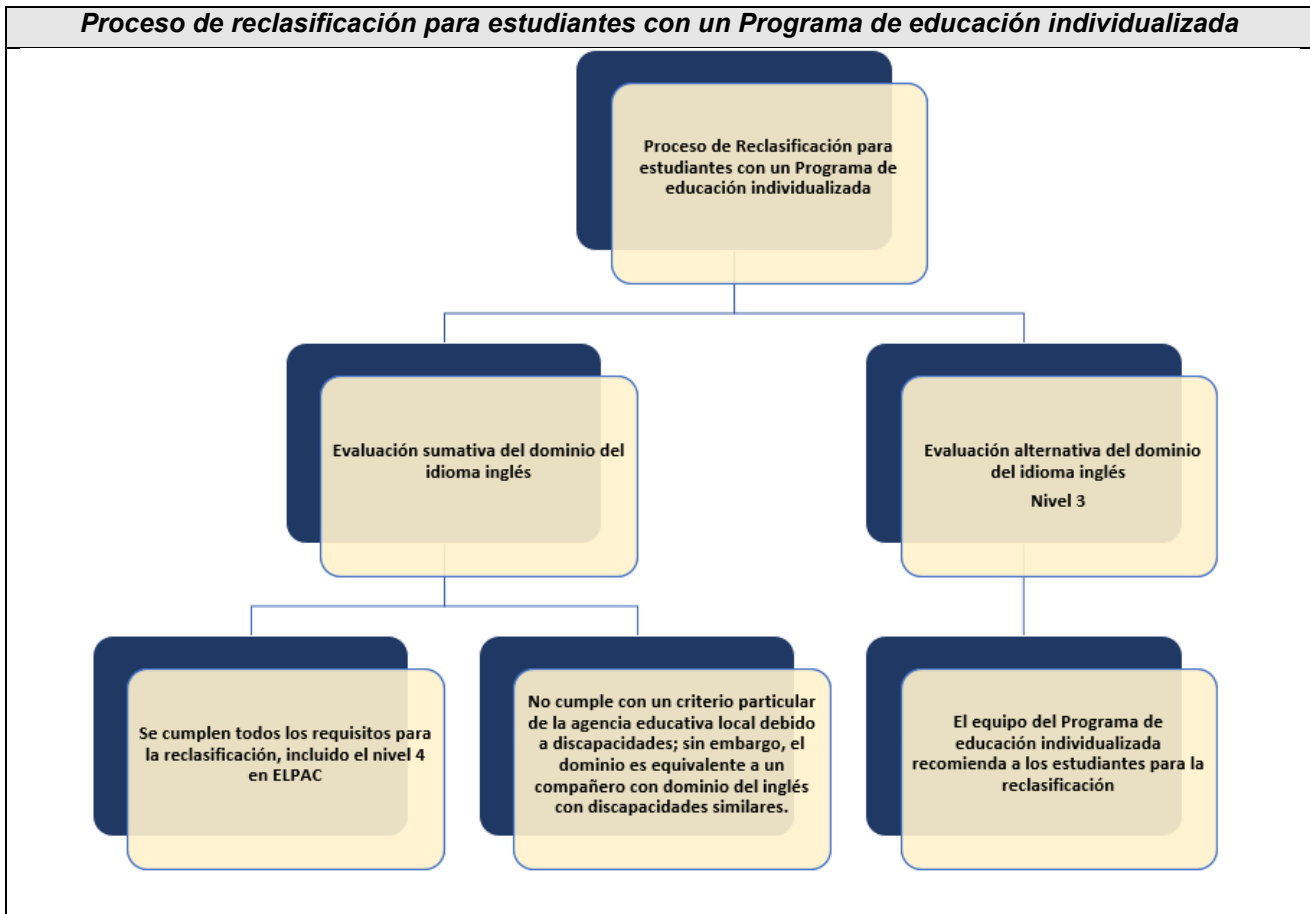 Proceso de reclasificación para estudiantes con un Programa de educación individualizada
Proceso de Reclasificación para
estudiantes con un Programa de
educación individualizada
Evaluación sumativa del dominio del
idioma inglés
Evaluación alternativa del dominio
del idioma inglés
Nivel 3
Se cumplen todos los requisitos para
la reclasificación, incluido el nivel 4
en ELPAC
No cumple con un criterio particular
de la agencia educativa local debido
a discapacidades; sin embargo, el
dominio es equivalente a un
compañero con dominio del inglés
con discapacidades similares.
El equipo del Programa de
educación individualizada
recomienda a los estudiantes para la
reclasificación